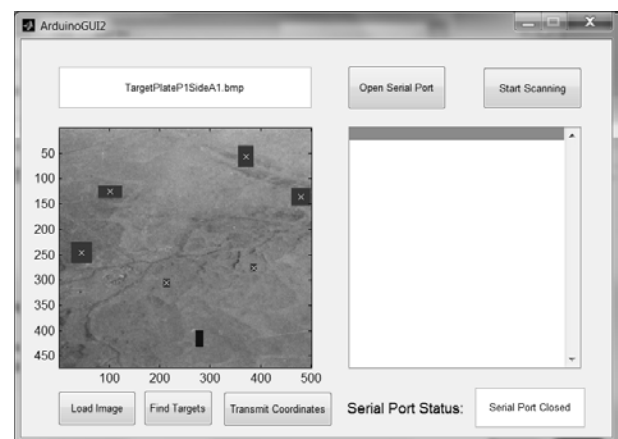 ArduinoGUI2
TargetPlateP1SideA1.bmp
Open Serial Port
Start Scanning
50
100
150
200
250
300
350
400
450
100 200 300 400 500
Load Image
Find Targets
Transmit Coordinates
Serial Port Status:
Serial Port Closed